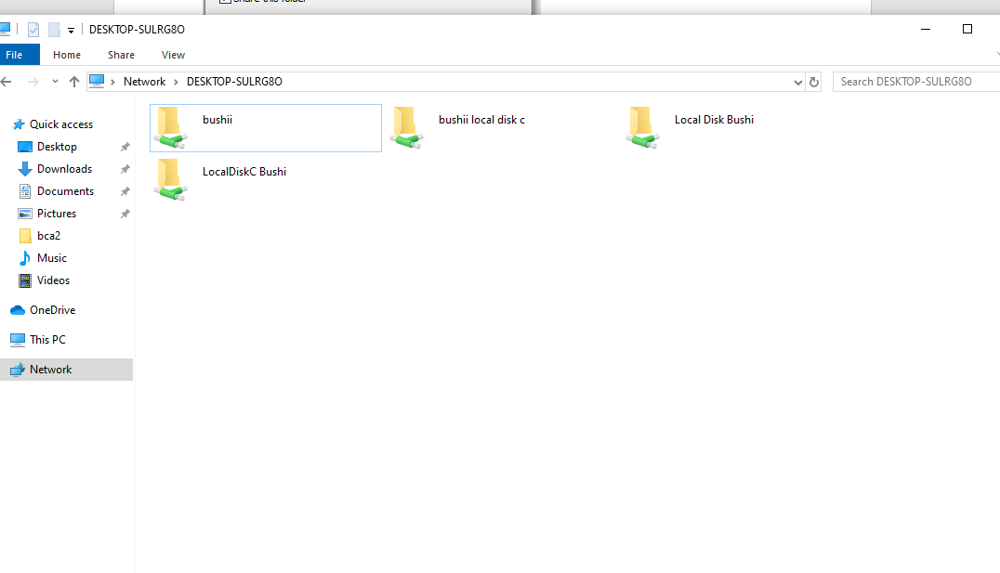 Share this folder
DESKTOP-SULRG8O
File Home Share View
Network DESKTOP-SULRG8O Search DESKTOP-SULRG8O
Quick access
Desktop
Downloads
Documents
Pictures
bca2
Music
Videos
OneDrive
This PC
Network
bushii bushii local disk c Local Disk Bushi
LocalDiskC Bushi